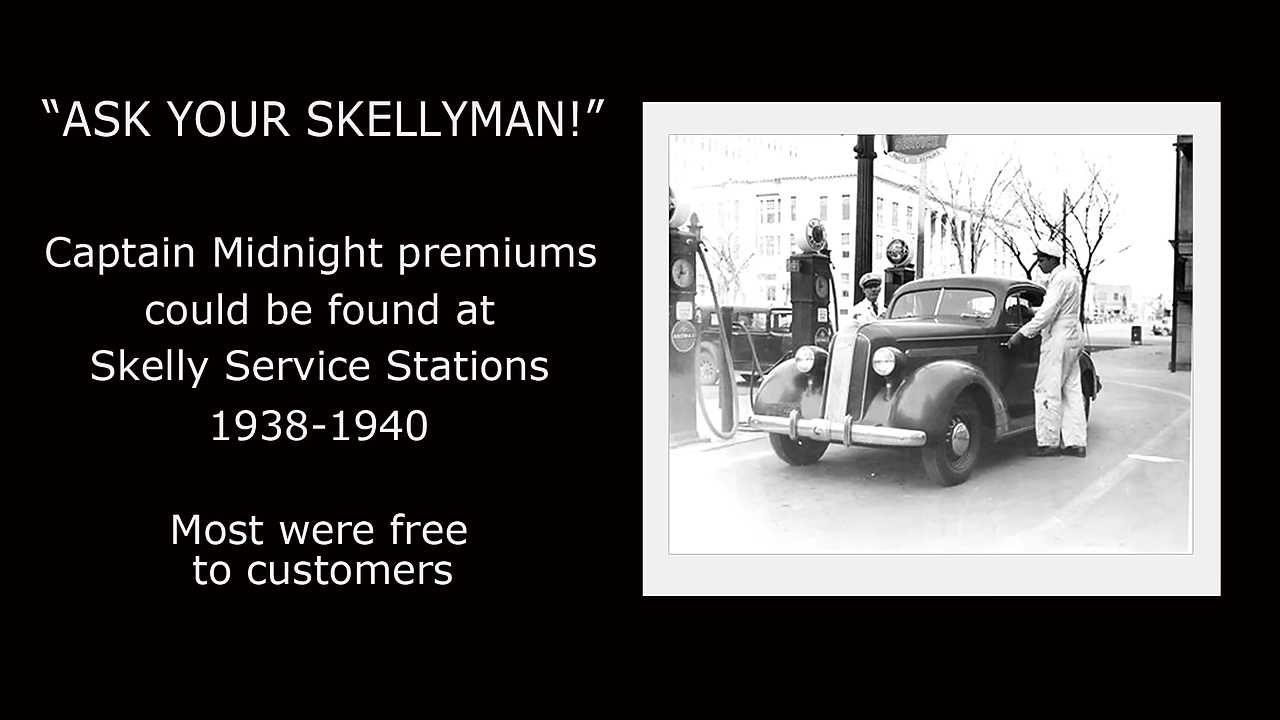 “ASK YOUR SKELLYMAN!”
Captain Midnight premiums
could be found at
Skelly Service Stations
1938-1940
Most were free
to customers